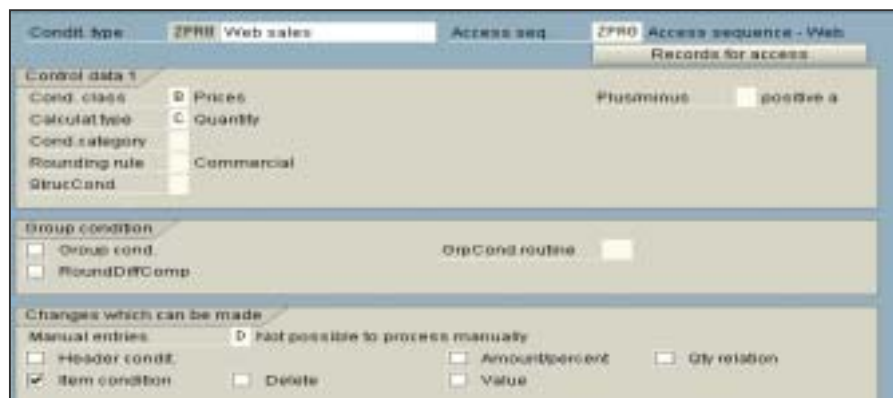 Condit. type ZPR0 Web sales Access seq. ZPR0 Access sequence - Web
Records for access
Control data 1
Cond. class B Prices Plus/minus positive a
Calculat.type C Quantity
Cond.category
Rounding rule Commercial
StrucCond.
Group condition
Group cond. GrpCond.routine
RoundDiffComp
Changes which can be made
Manual entries D Not possible to process manually
Header condit. Amount/percent Qty relation
Item condition Delete Value